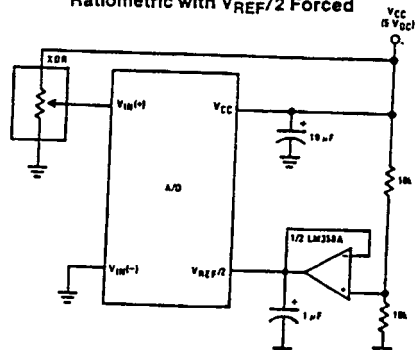 Ratiometric with VREF/2 Forced
VCC
(5 VDC)
XDR
VIN(+)
VCC
10 µF
A/D
10k
1/2 LM358A
VIN(-)
VREF/2
1 µF
10k